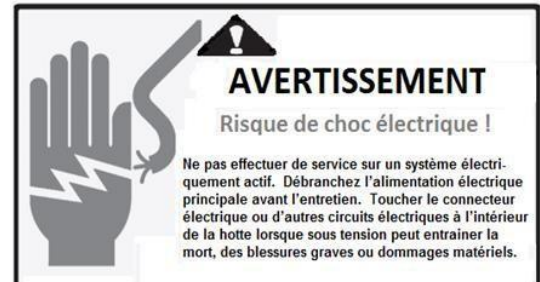 AVERTISSEMENT
Risque de choc électrique !
Ne pas effectuer de service sur un système électri-
quement actif. Débranchez l'alimentation électrique
principale avant l'entretien. Toucher le connecteur
électrique ou d'autres circuits électriques à l'intérieur
de la hotte lorsque sous tension peut entrainer la
mort, des blessures graves ou dommages matériels.